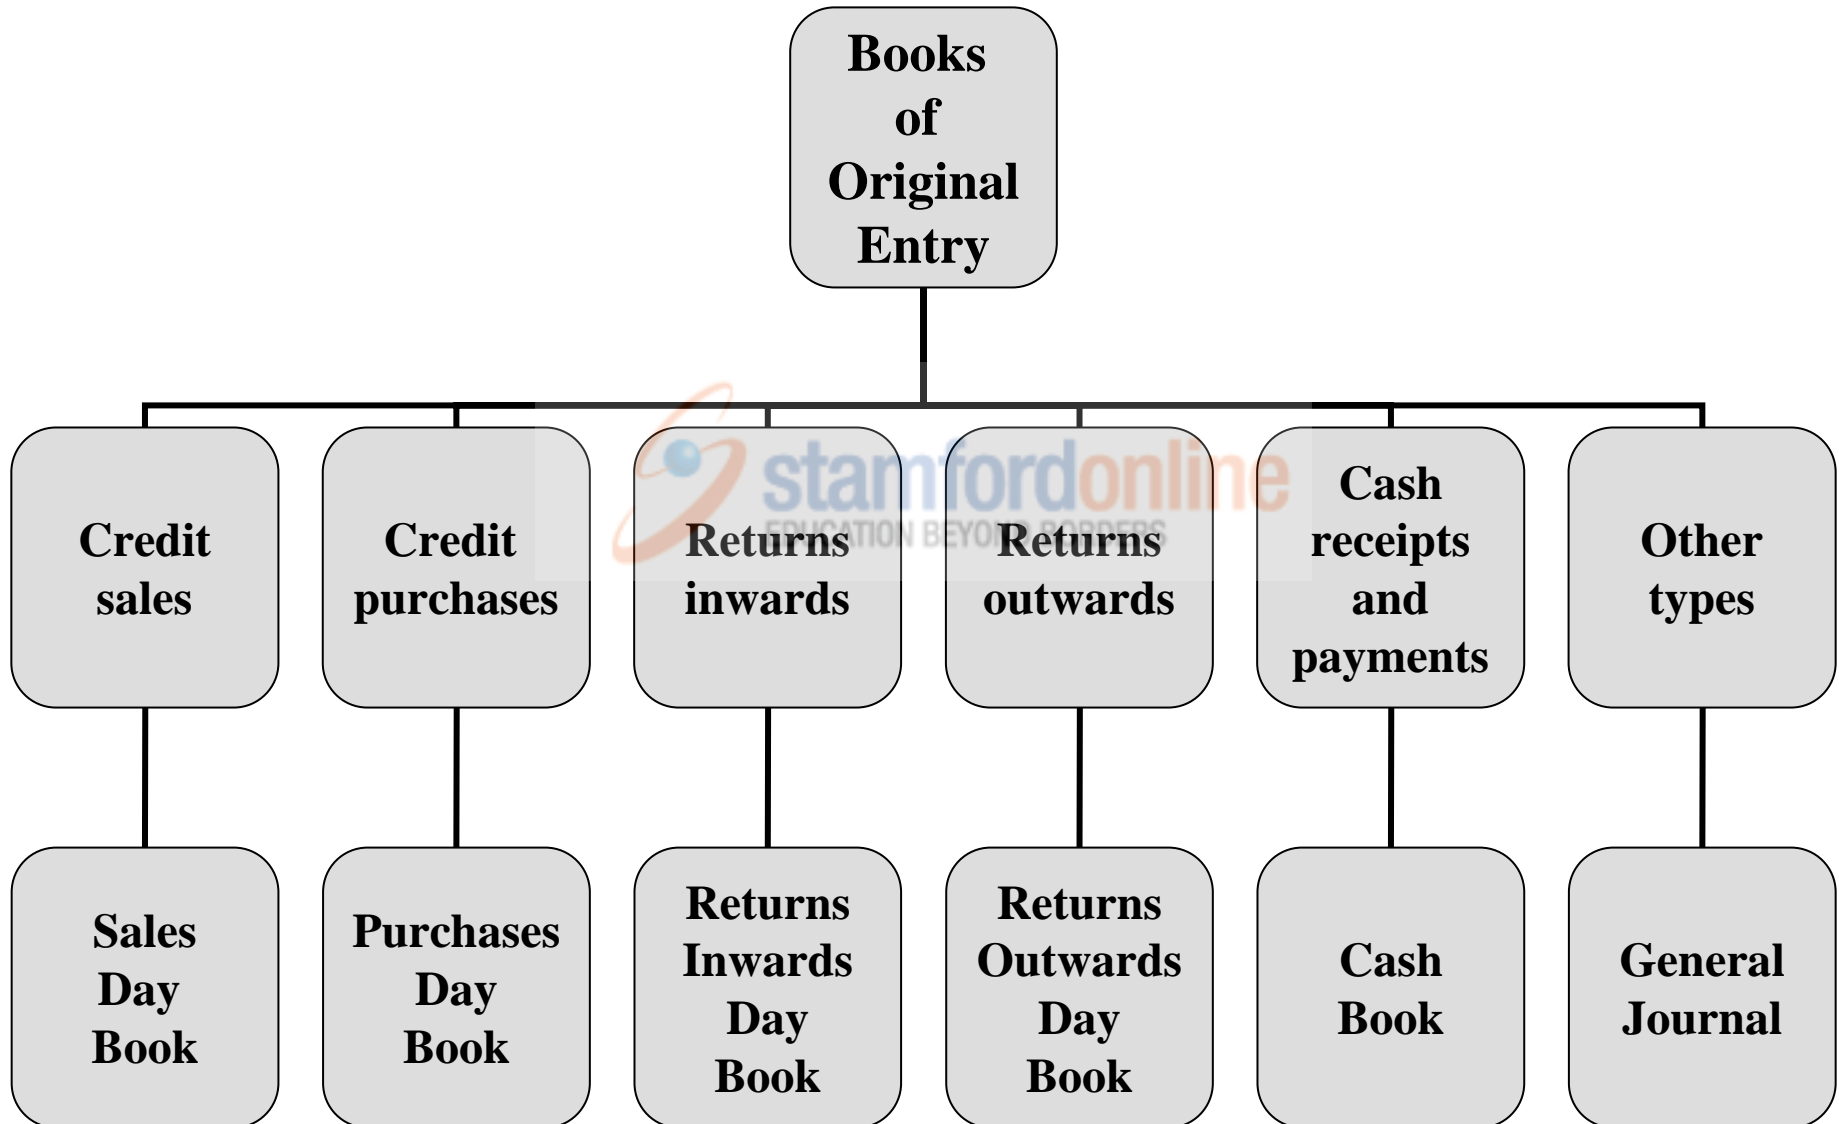 Books
of
Original
Entry
stamfordonline
EDUCATION BEYOND BORDERS
Credit
sales
Credit
purchases
Returns
inwards
Returns
outwards
Cash
receipts
and
payments
Other
types
Sales
Day
Book
Purchases
Day
Book
Returns
Inwards
Day
Book
Returns
Outwards
Day
Book
Cash
Book
General
Journal